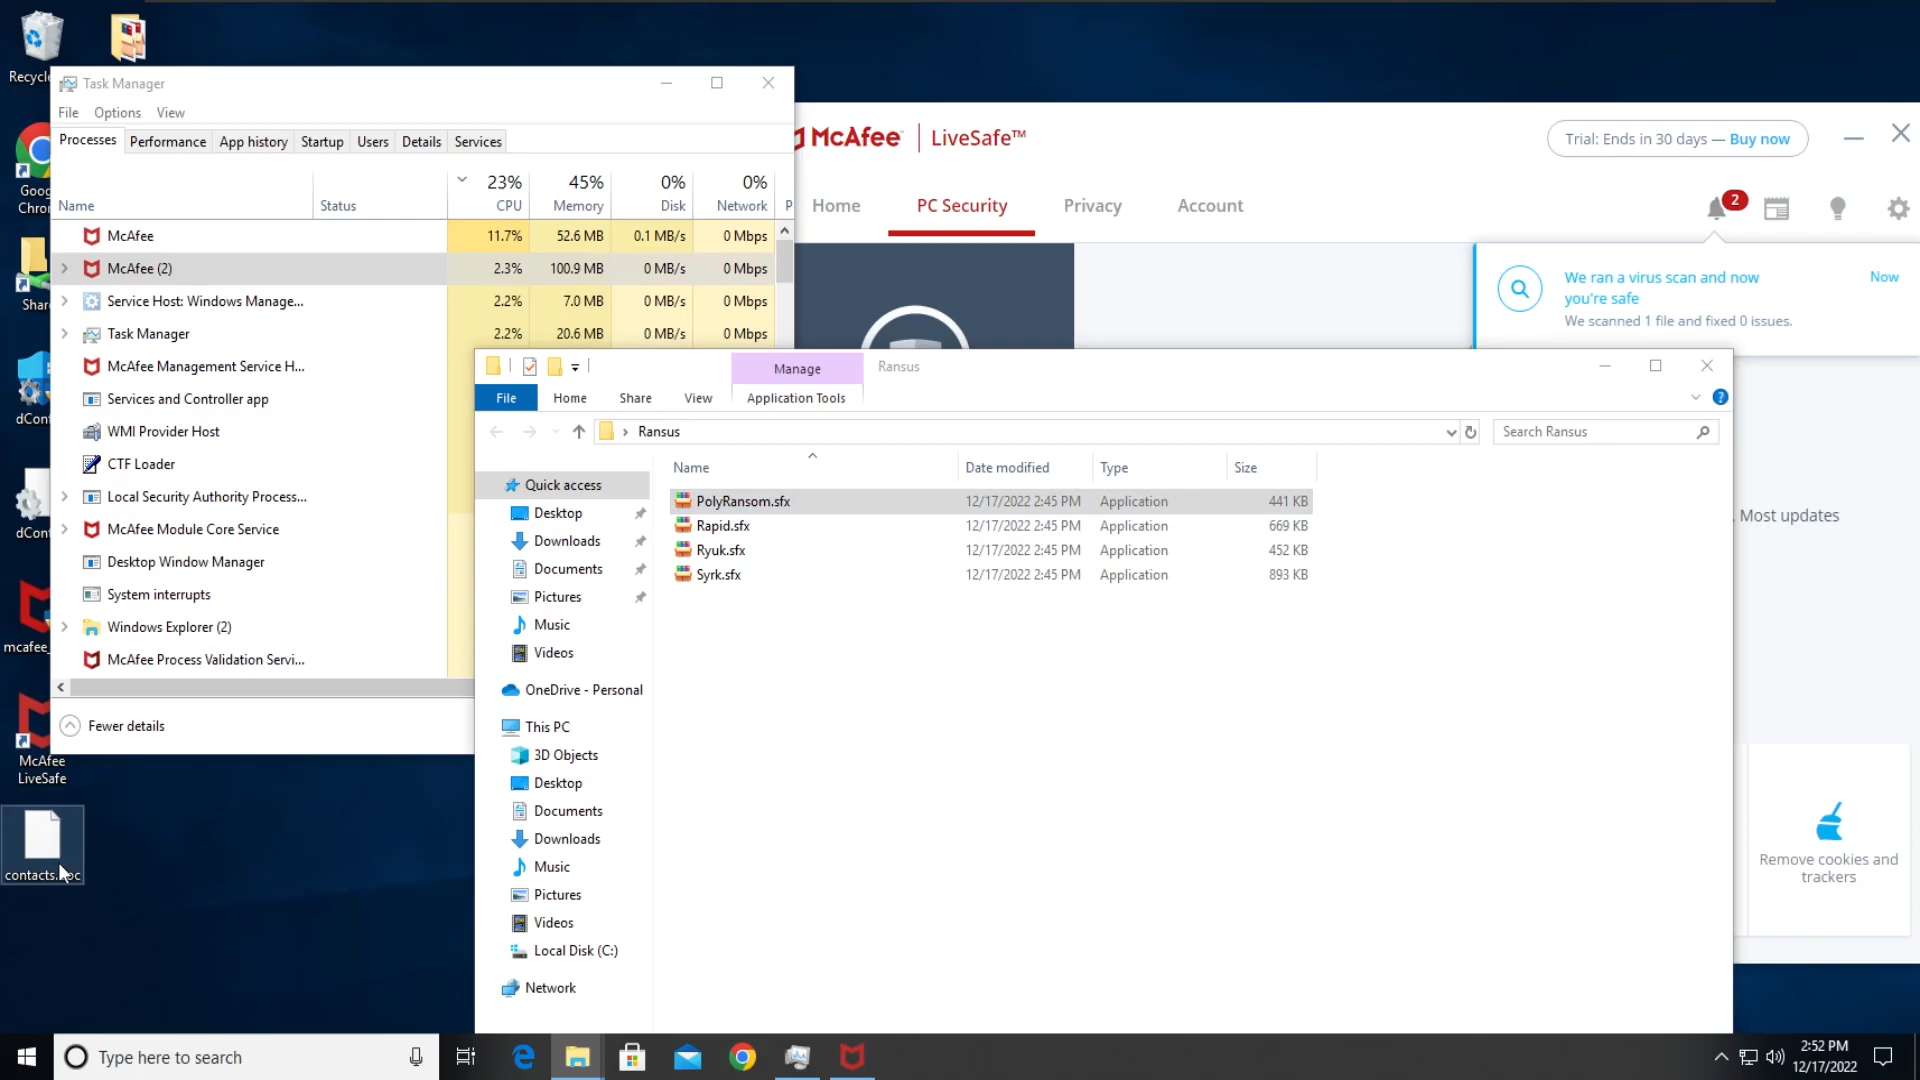 Recycle
Task Manager
File Options View
Processes Performance App history Startup Users Details Services
23% 45% 0% 0%
Name Status CPU Memory Disk Network P
McAfee 11.7% 52.6 MB 0.1 MB/s 0 Mbps
McAfee (2) 2.3% 100.9 MB 0 MB/s 0 Mbps
Service Host: Windows Manage... 2.2% 7.0 MB 0 MB/s 0 Mbps
Task Manager 2.2% 20.6 MB 0 MB/s 0 Mbps
McAfee Management Service H...
Services and Controller app
WMI Provider Host
CTF Loader
Local Security Authority Process...
McAfee Module Core Service
Desktop Window Manager
System interrupts
Windows Explorer (2)
McAfee Process Validation Servi...
Fewer details
Goog
Chron
Share
dCont
dCont
mcafee_
McAfee
LiveSafe
McAfee LiveSafe™
Trial: Ends in 30 days — Buy now
Home PC Security Privacy Account
2
We ran a virus scan and now
you're safe
Now
We scanned 1 file and fixed 0 issues.
. Most updates
Remove cookies and
trackers
Manage Ransus
File Home Share View Application Tools
Ransus
Search Ransus
Name Date modified Type Size
PolyRansom.sfx 12/17/2022 2:45 PM Application 441 KB
Rapid.sfx 12/17/2022 2:45 PM Application 669 KB
Ryuk.sfx 12/17/2022 2:45 PM Application 452 KB
Syrk.sfx 12/17/2022 2:45 PM Application 893 KB
Quick access
Desktop
Downloads
Documents
Pictures
Music
Videos
OneDrive - Personal
This PC
3D Objects
Desktop
Documents
Downloads
Music
Pictures
Videos
Local Disk (C:)
Network
Type here to search
2:52 PM
12/17/2022